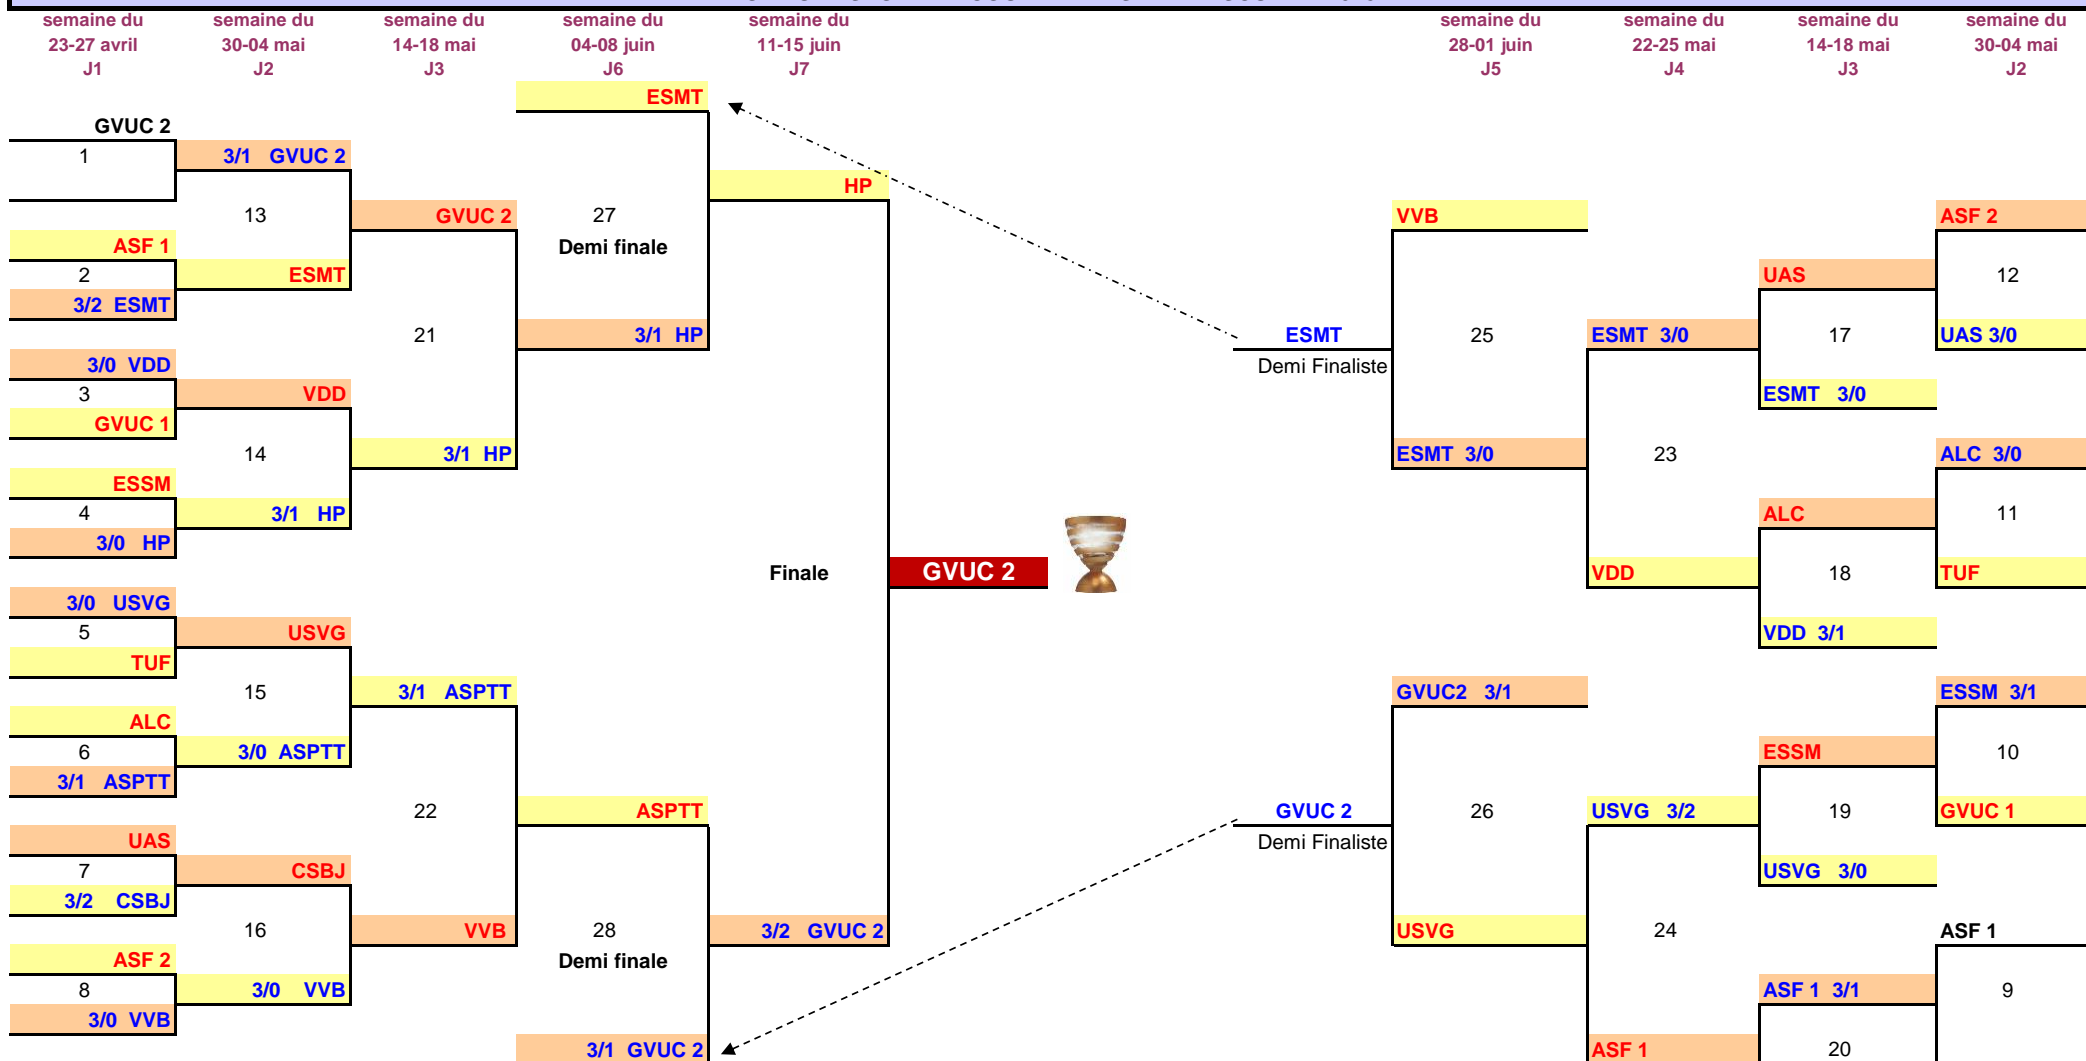 semaine du semaine du semaine du semaine du semaine du semaine du semaine du semaine du semaine du
23-27 avril 30-04 mai 14-18 mai 04-08 juin 11-15 juin 28-01 juin 22-25 mai 14-18 mai 30-04 mai
J1 J2 J3 J6 J7 J5 J4 J3 J2
ESMT
GVUC 2
1 3/1 GVUC 2
HP
13 GVUC 2 27 VVB ASF 2
ASF 1 Demi finale
2 ESMT UAS 12
3/2 ESMT
21 3/1 HP ESMT 25 ESMT 3/0 17 UAS 3/0
3/0 VDD Demi Finaliste
3 VDD ESMT 3/0
GVUC 1
14 3/1 HP ESMT 3/0 23 ALC 3/0
ESSM
4 3/1 HP ALC 11
3/0 HP
Finale GVUC 2 VDD 18 TUF
3/0 USVG
5 USVG VDD 3/1
TUF
15 3/1 ASPTT GVUC2 3/1 ESSM 3/1
ALC
6 3/0 ASPTT ESSM 10
3/1 ASPTT
22 ASPTT GVUC 2 26 USVG 3/2 19 GVUC 1
UAS Demi Finaliste
7 CSBJ USVG 3/0
3/2 CSBJ
16 VVB 28 3/2 GVUC 2 USVG 24 ASF 1
ASF 2 Demi finale
8 3/0 VVB ASF 1 3/1 9
3/0 VVB
3/1 GVUC 2 ASF 1 20